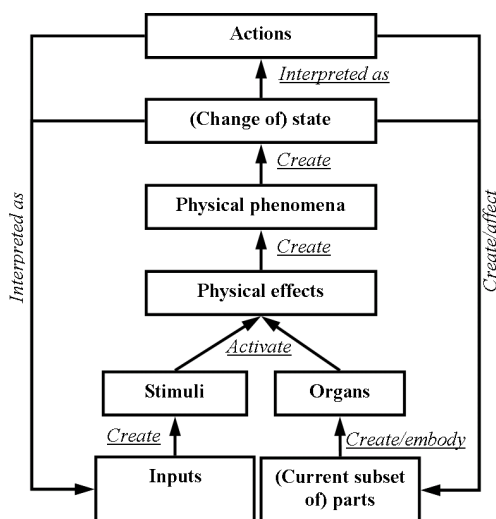 Actions
Interpreted as
(Change of) state
Create
Physical phenomena
Create
Physical effects
Activate
Stimuli
Organs
Create
Create/embody
Inputs
(Current subset
of) parts
Interpreted as
Create/affect